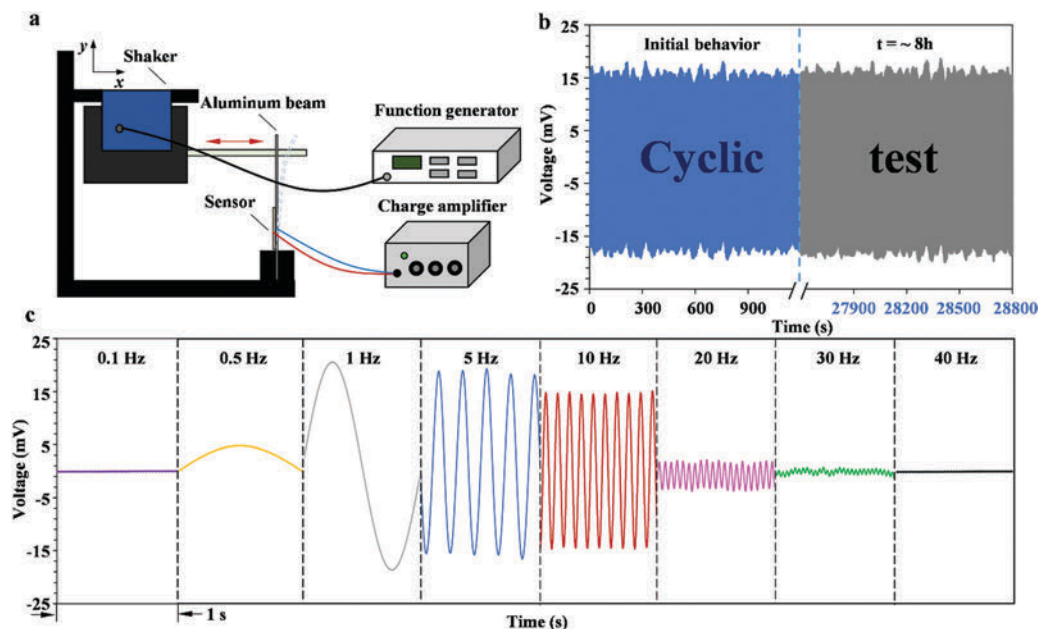 a
y
x
Shaker
Aluminum beam
Function generator
Sensor
Charge amplifier
b
Initial behavior
t = ~ 8h
Cyclic
test
Voltage (mV)
25
15
5
-5
-15
-25
0 300 600 900 27900 28200 28500 28800
Time (s)
c
0.1 Hz 0.5 Hz 1 Hz 5 Hz 10 Hz 20 Hz 30 Hz 40 Hz
Voltage (mV)
25
15
5
-5
-15
-25
1 s
Time (s)